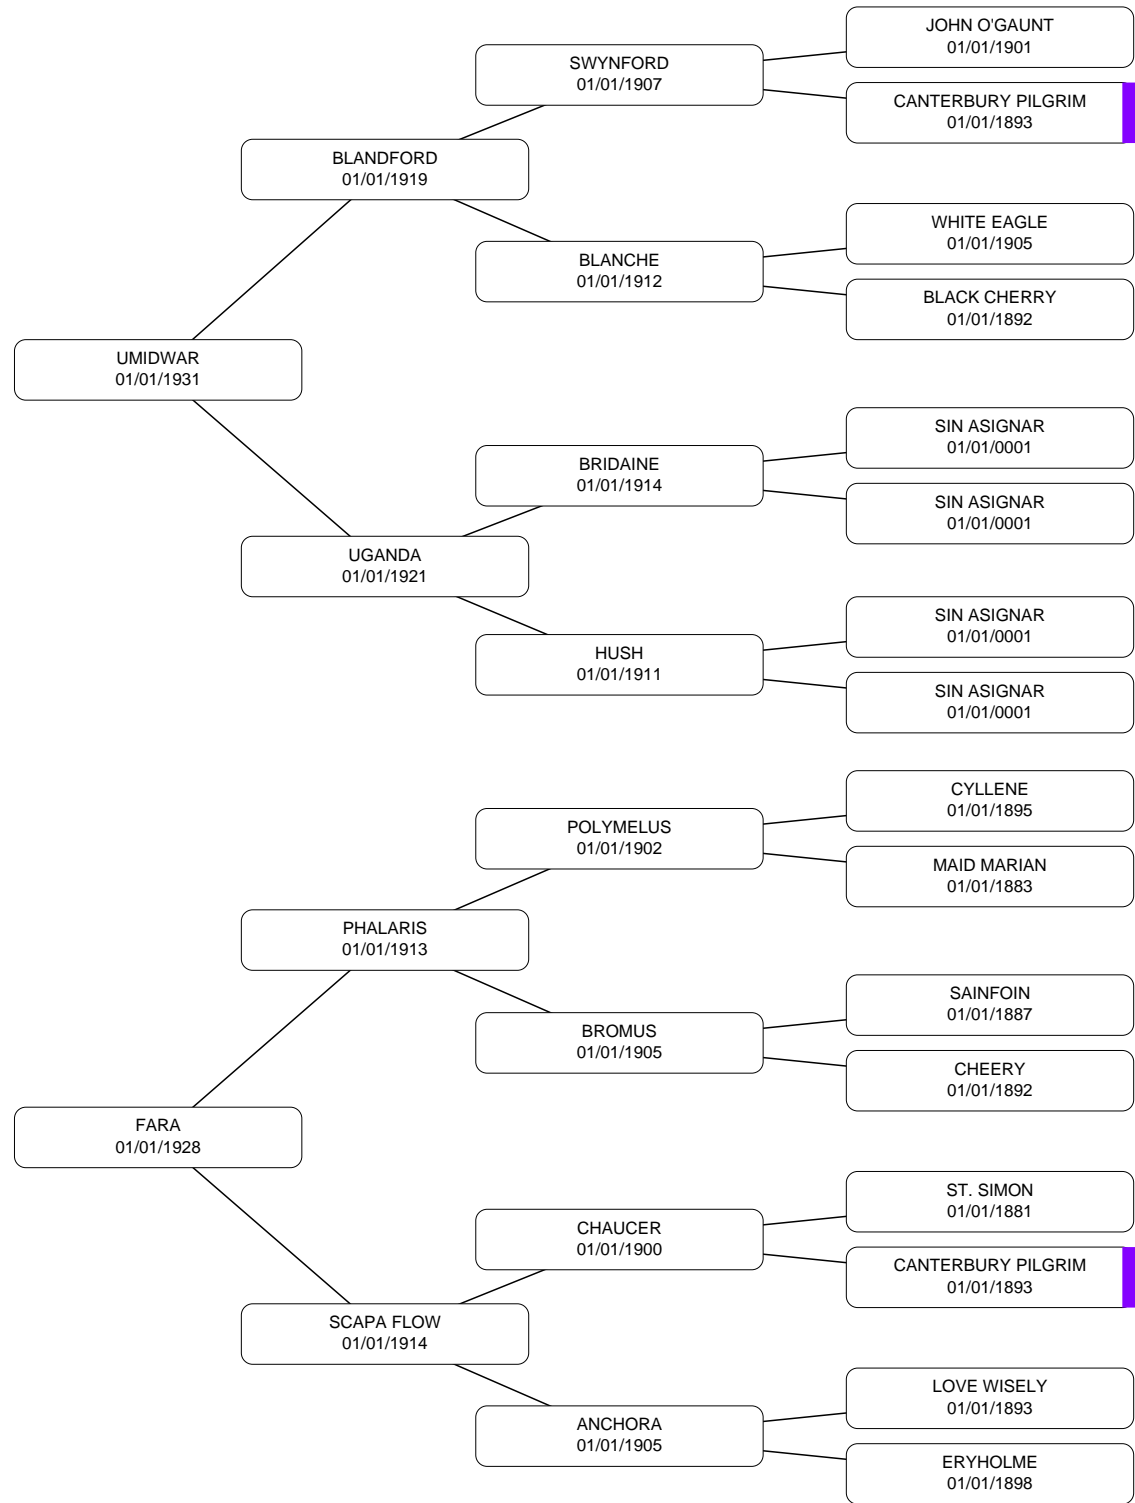 JOHN O'GAUNT
01/01/1901
SWYNFORD
01/01/1907
CANTERBURY PILGRIM
01/01/1893
BLANDFORD
01/01/1919
WHITE EAGLE
01/01/1905
BLANCHE
01/01/1912
BLACK CHERRY
01/01/1892
UMIDWAR
01/01/1931
SIN ASIGNAR
01/01/0001
BRIDAINE
01/01/1914
SIN ASIGNAR
01/01/0001
UGANDA
01/01/1921
SIN ASIGNAR
01/01/0001
HUSH
01/01/1911
SIN ASIGNAR
01/01/0001
CYLLENE
01/01/1895
POLYMELUS
01/01/1902
MAID MARIAN
01/01/1883
PHALARIS
01/01/1913
SAINFOIN
01/01/1887
BROMUS
01/01/1905
CHEERY
01/01/1892
FARA
01/01/1928
ST. SIMON
01/01/1881
CHAUCER
01/01/1900
CANTERBURY PILGRIM
01/01/1893
SCAPA FLOW
01/01/1914
LOVE WISELY
01/01/1893
ANCHORA
01/01/1905
ERYHOLME
01/01/1898